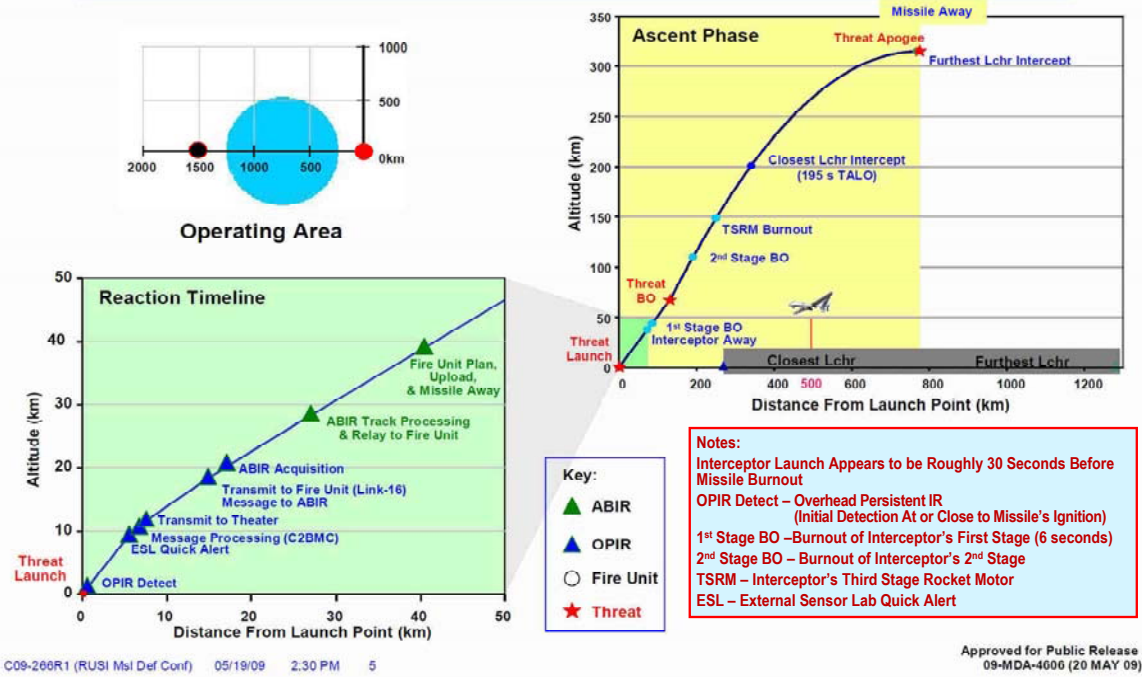 1000
500
0km
2000
1500
1000
500
Operating Area
Missile Away
350
300
250
200
150
100
50
0
Altitude (km)
Ascent Phase
Threat Apogee
Furthest Lchr Intercept
Closest Lchr Intercept
(195 s TALO)
TSRM Burnout
2nd Stage BO
Threat
BO
1st Stage BO
Interceptor Away
Threat
Launch
Closest Lchr
Furthest Lchr
0
200
400
500
600
800
1000
1200
Distance From Launch Point (km)
50
40
30
20
10
0
Altitude (km)
Reaction Timeline
Fire Unit Plan,
Upload,
& Missile Away
ABIR Track Processing
& Relay to Fire Unit
ABIR Acquisition
Transmit to Fire Unit (Link-16)
Message to ABIR
Transmit to Theater
Message Processing (C2BMC)
ESL Quick Alert
OPIR Detect
Threat
Launch
0
10
20
30
40
50
Distance From Launch Point (km)
Key:
ABIR
OPIR
Fire Unit
Threat
Notes:
Interceptor Launch Appears to be Roughly 30 Seconds Before
Missile Burnout
OPIR Detect – Overhead Persistent IR
(Initial Detection At or Close to Missile's Ignition)
1st Stage BO –Burnout of Interceptor's First Stage (6 seconds)
2nd Stage BO – Burnout of Interceptor's 2nd Stage
TSRM – Interceptor's Third Stage Rocket Motor
ESL – External Sensor Lab Quick Alert
C09-266R1 (RUSI Msl Def Conf) 05/19/09 2:30 PM 5
Approved for Public Release
09-MDA-4606 (20 MAY 09)